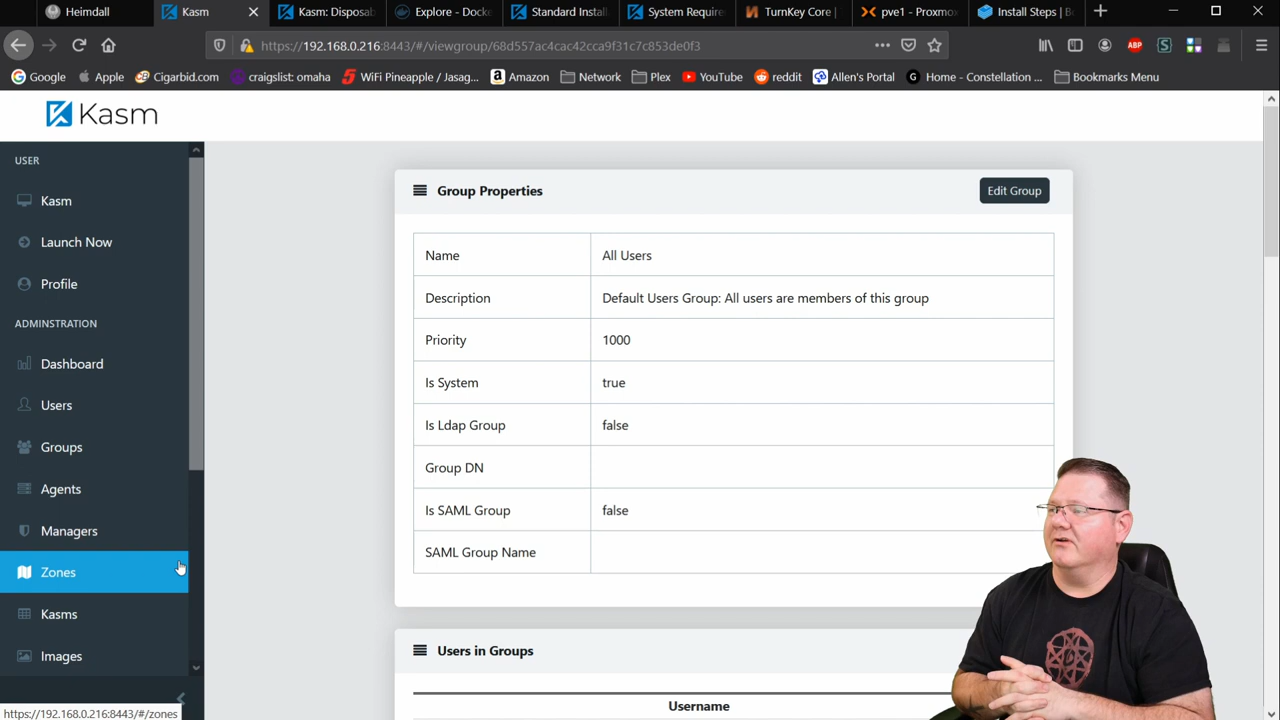 Heimdall
Kasm
Kasm: Disposab
Explore - Docke
Standard Instal
System Require
TurnKey Core |
pve1 - Proxmo
Install Steps | B
https://192.168.0.216:8443/#/viewgroup/68d557ac4cac42cca9f31c7c853de0f3
Google
Apple
Cigarbid.com
craigslist: omaha
WiFi Pineapple / Jasag...
Amazon
Network
Plex
YouTube
reddit
Allen's Portal
Home - Constellation ...
Bookmarks Menu
ABP
Kasm
USER
Kasm
Launch Now
Profile
ADMINSTRATION
Dashboard
Users
Groups
Agents
Managers
Zones
Kasms
Images
Group Properties
Edit Group
Name All Users
Description Default Users Group: All users are members of this group
Priority 1000
Is System true
Is Ldap Group false
Group DN
Is SAML Group false
SAML Group Name
Users in Groups
Username
https://192.168.0.216:8443/#/zones